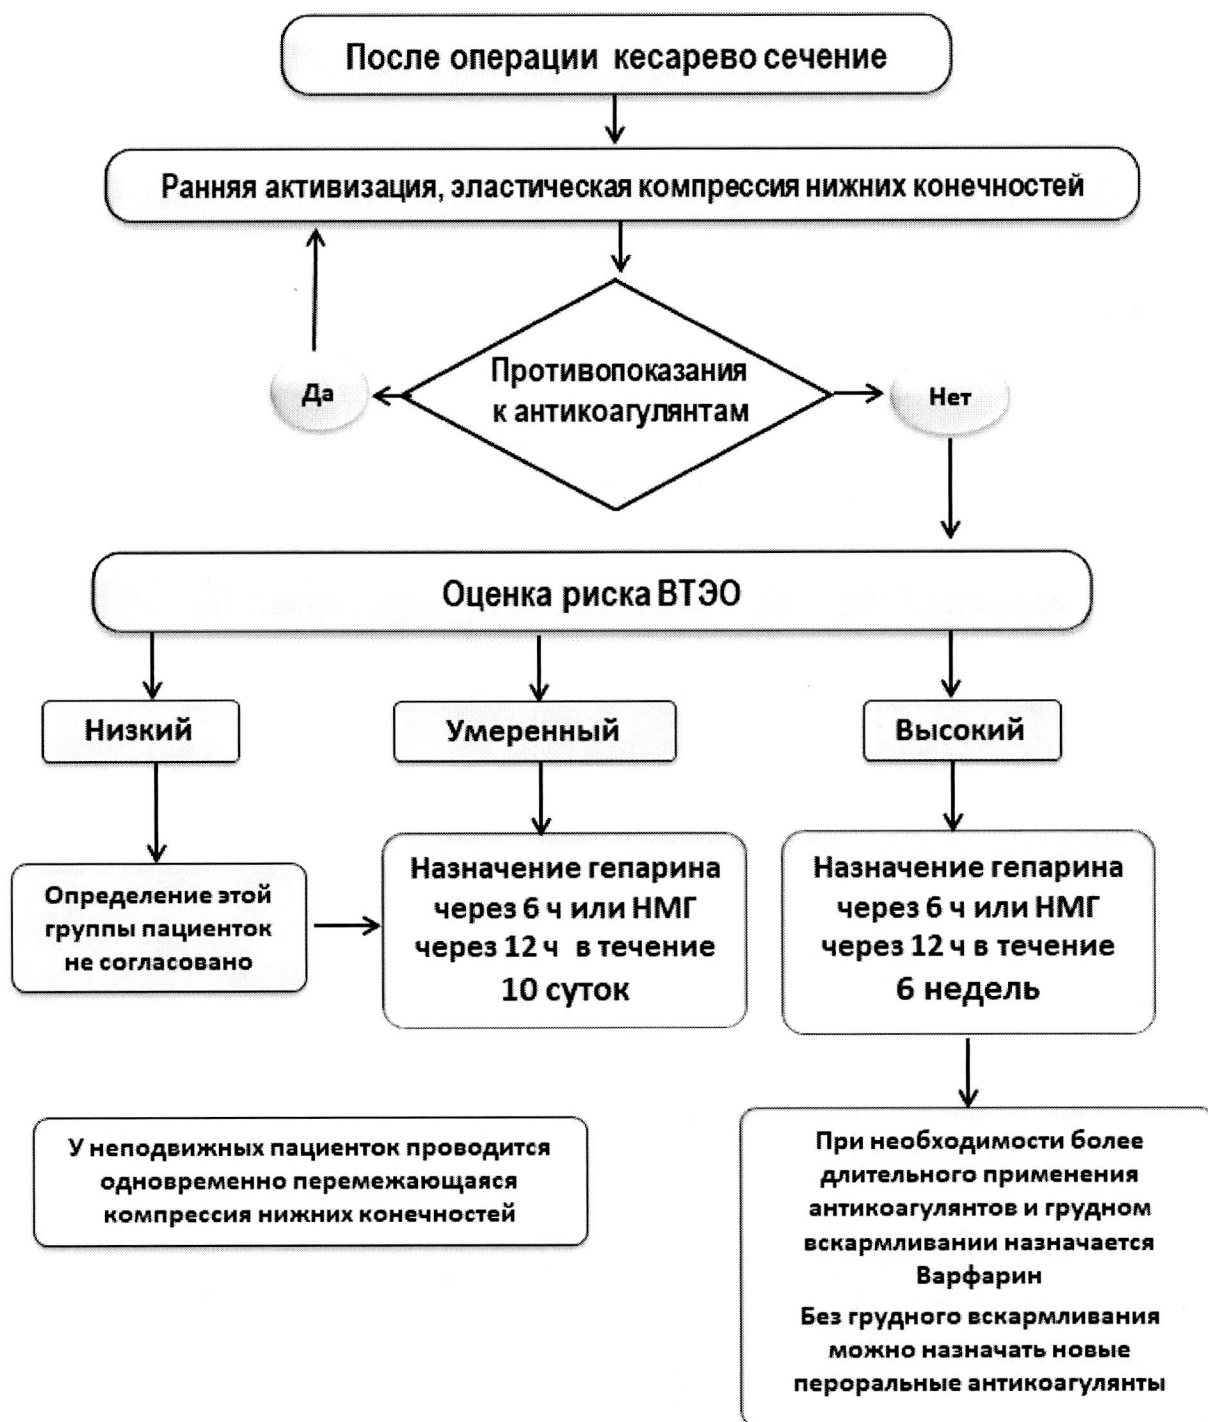 После операции кесарево сечение
Ранняя активизация, эластическая компрессия нижних конечностей
Противопоказания
к антикоагулянтам
Да
Нет
Оценка риска ВТЭО
Низкий
Умеренный
Высокий
Определение этой
группы пациенток
не согласовано
Назначение гепарина
через 6 ч или НМГ
через 12 ч в течение
10 суток
Назначение гепарина
через 6 ч или НМГ
через 12 ч в течение
6 недель
У неподвижных пациенток проводится
одновременно перемежающаяся
компрессия нижних конечностей
При необходимости более
длительного применения
антикоагулянтов и грудном
вскармливании назначается
Варфарин
Без грудного вскармливания
можно назначать новые
пероральные антикоагулянты